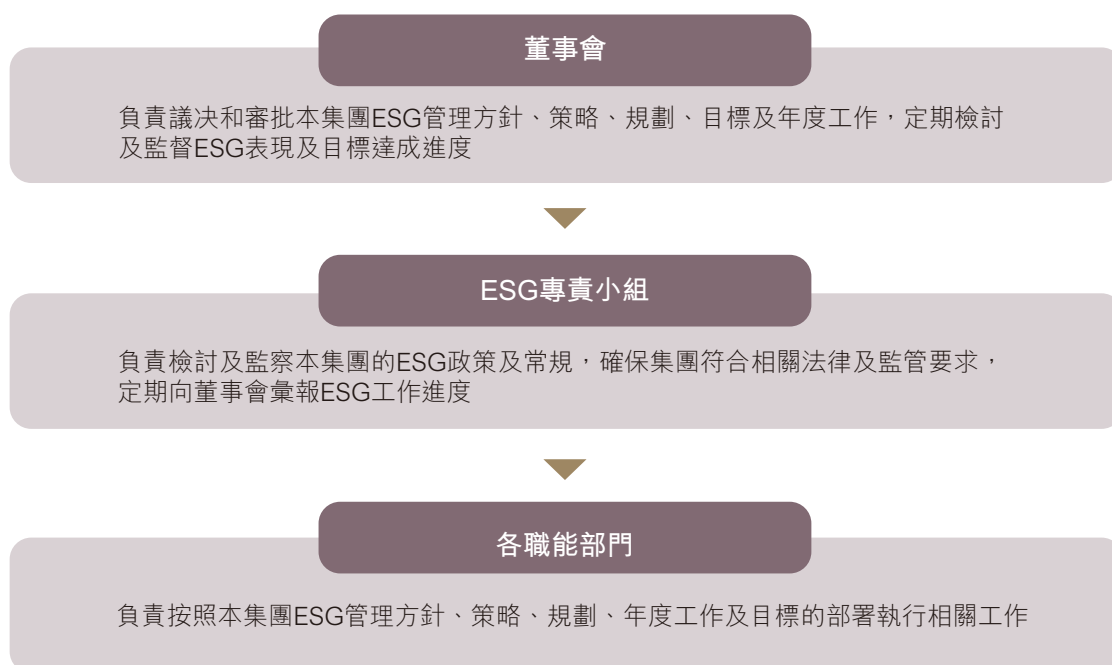 董事會
負責議决和審批本集團ESG管理方針、策略、規劃、目標及年度工作，定期檢討
及監督ESG表現及目標達成進度
ESG專責小組
負責檢討及監察本集團的ESG政策及常規，確保集團符合相關法律及監管要求，
定期向董事會彙報ESG工作進度
各職能部門
負責按照本集團ESG管理方針、策略、規劃、年度工作及目標的部署執行相關工作